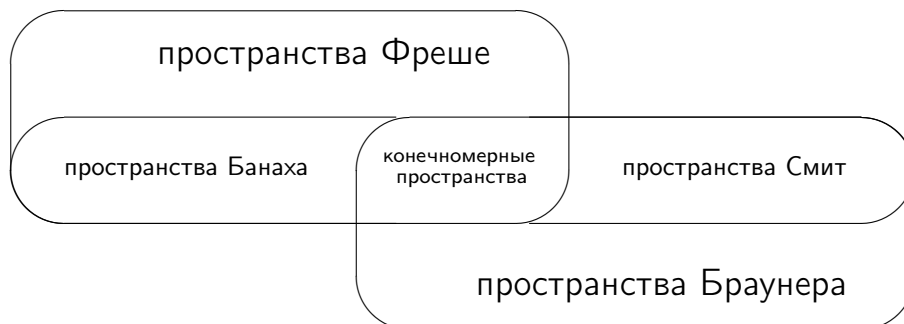 пространства Фреше
пространства Банаха
конечномерные
пространства
пространства Смит
пространства Браунера